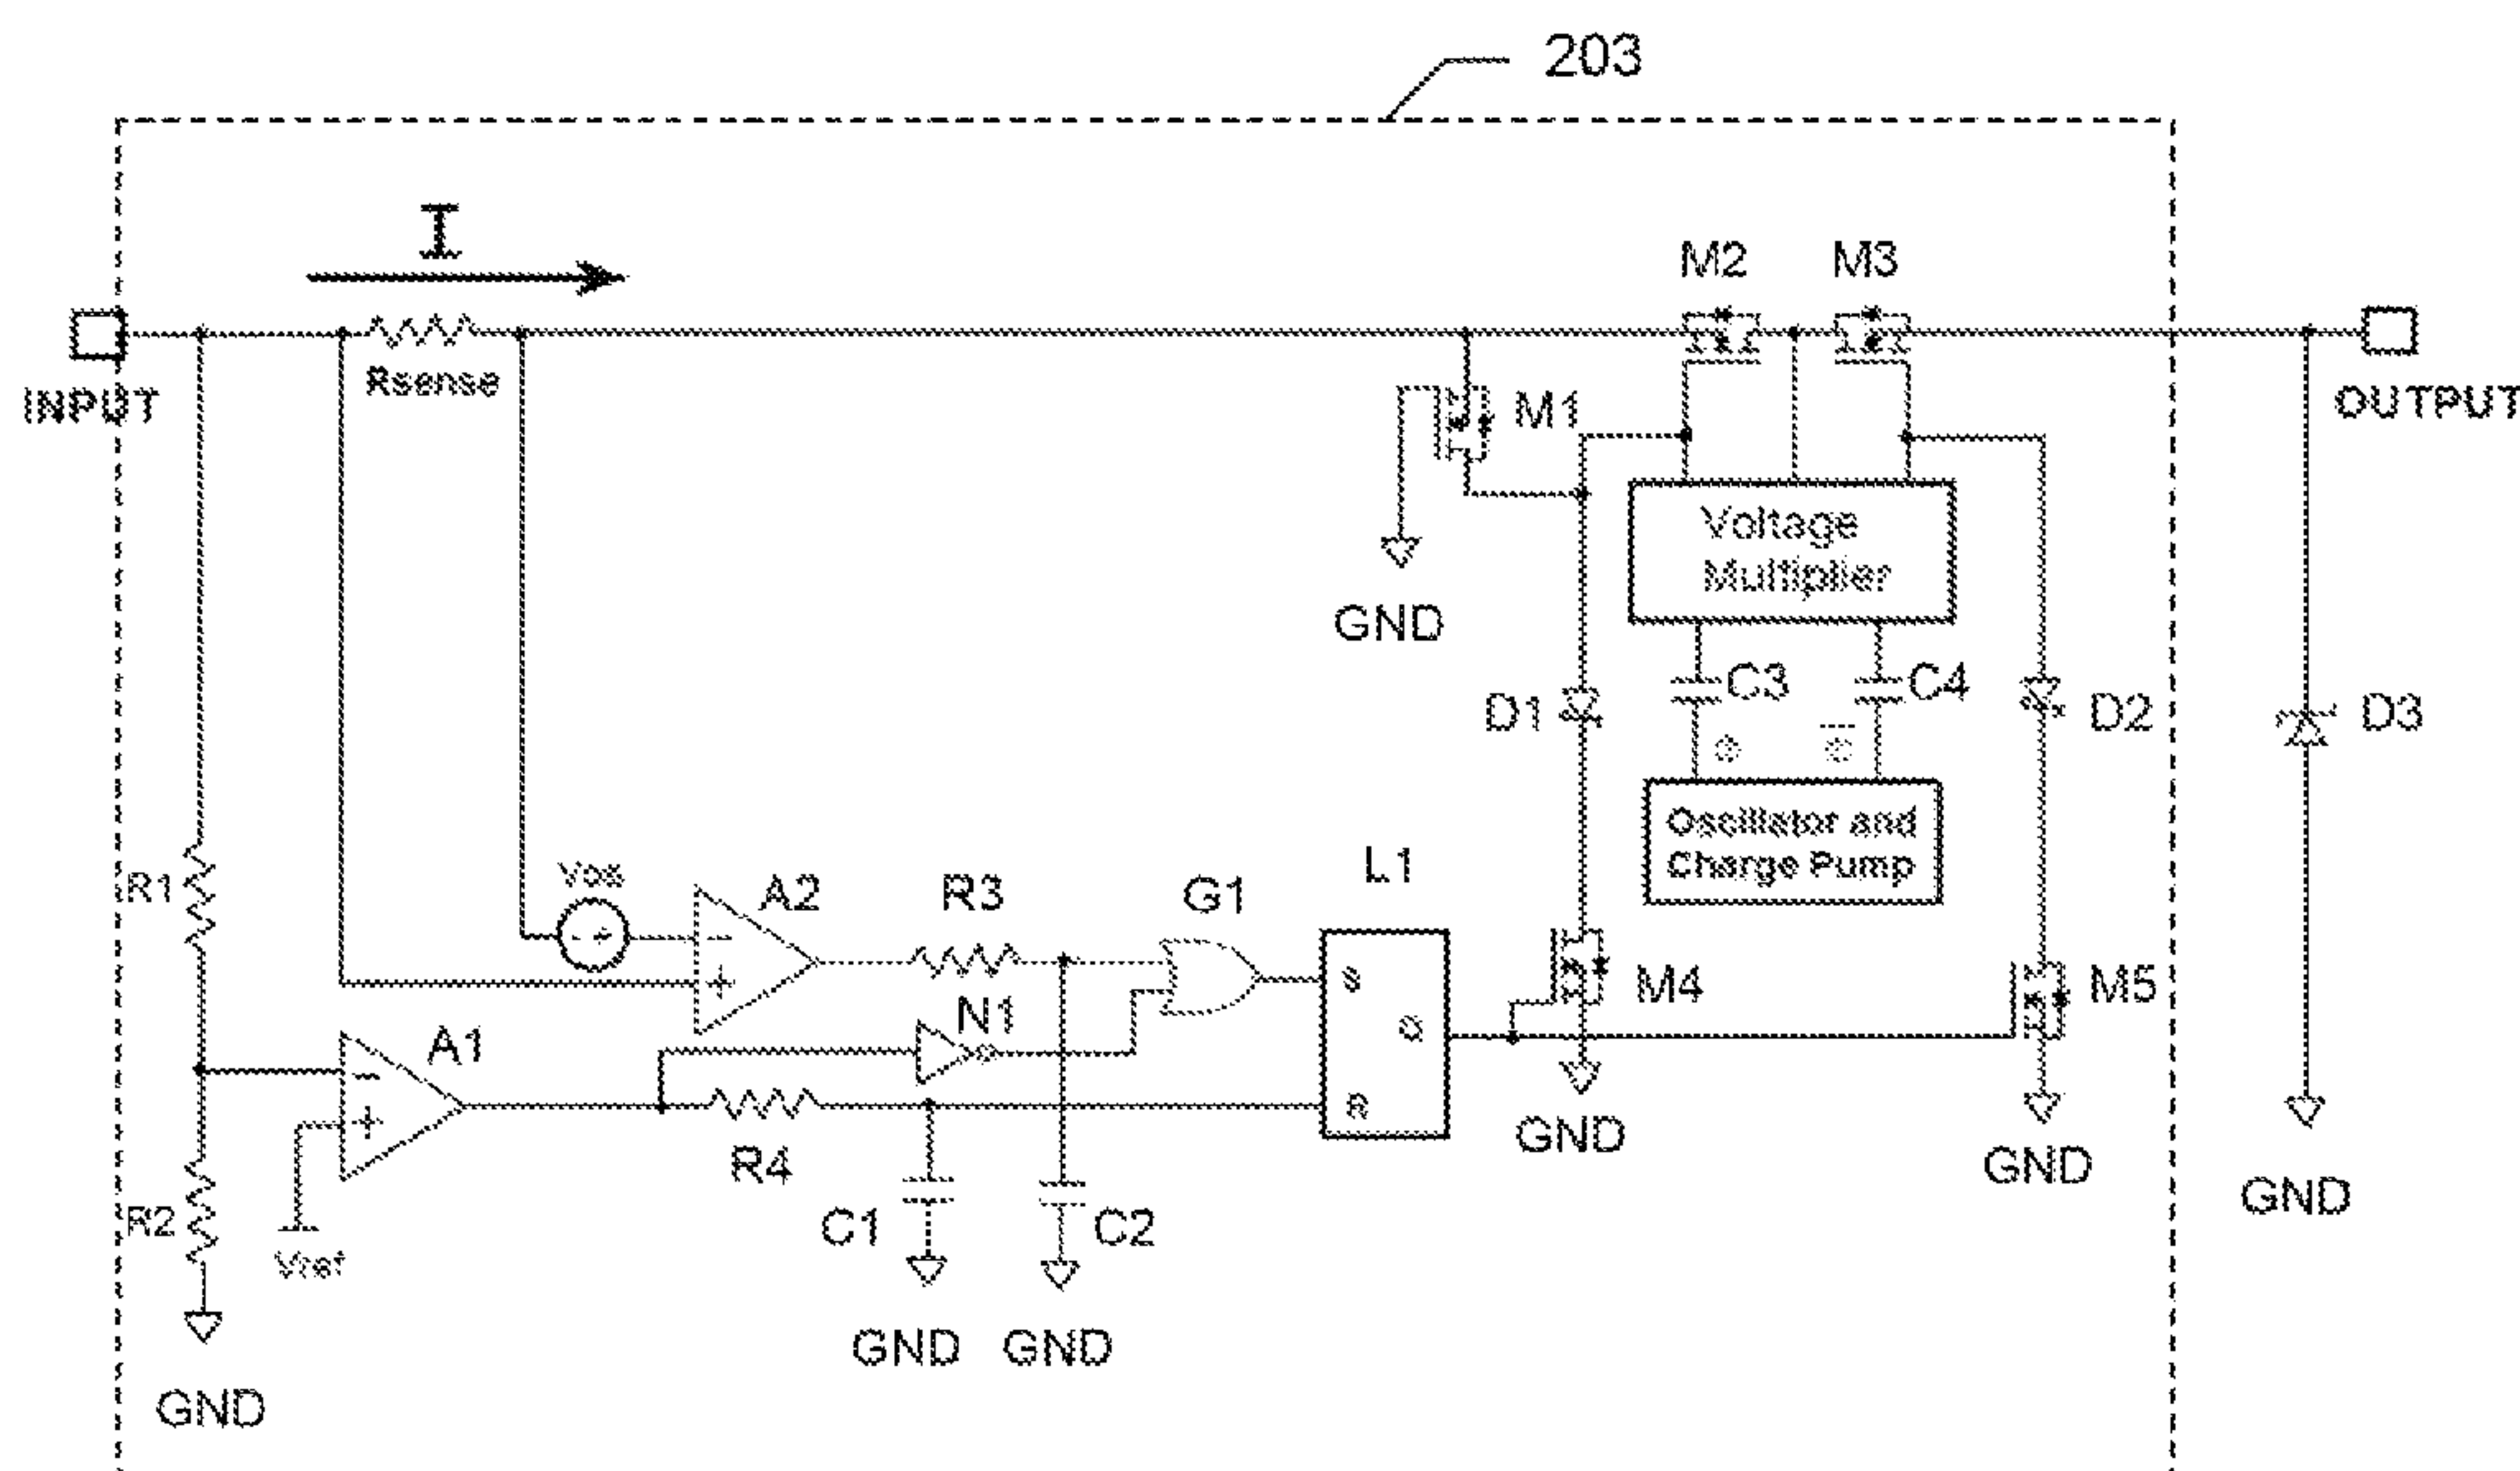 203
I
M2
M3
INPUT
Rsense
M1
OUTPUT
Voltage
Multiplier
GND
C3
C4
D1
D2
D3
Φ
Φ̅
Oscillator and
Charge Pump
R1
Vos
A2
R3
G1
L1
- +
−
+
S
M4
M5
N1
Q
A1
−
+
R
R4
GND
GND
GND
R2
C1
C2
Vref
GND
GND
GND